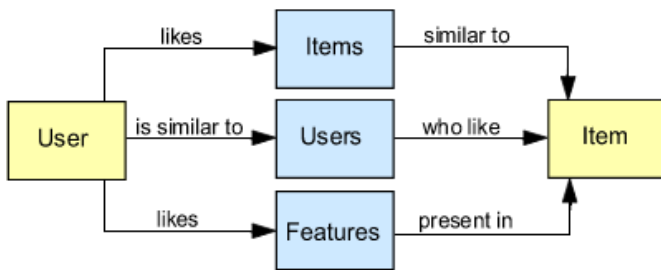 likes
Items
similar to
User
is similar to
Users
who like
Item
likes
Features
present in